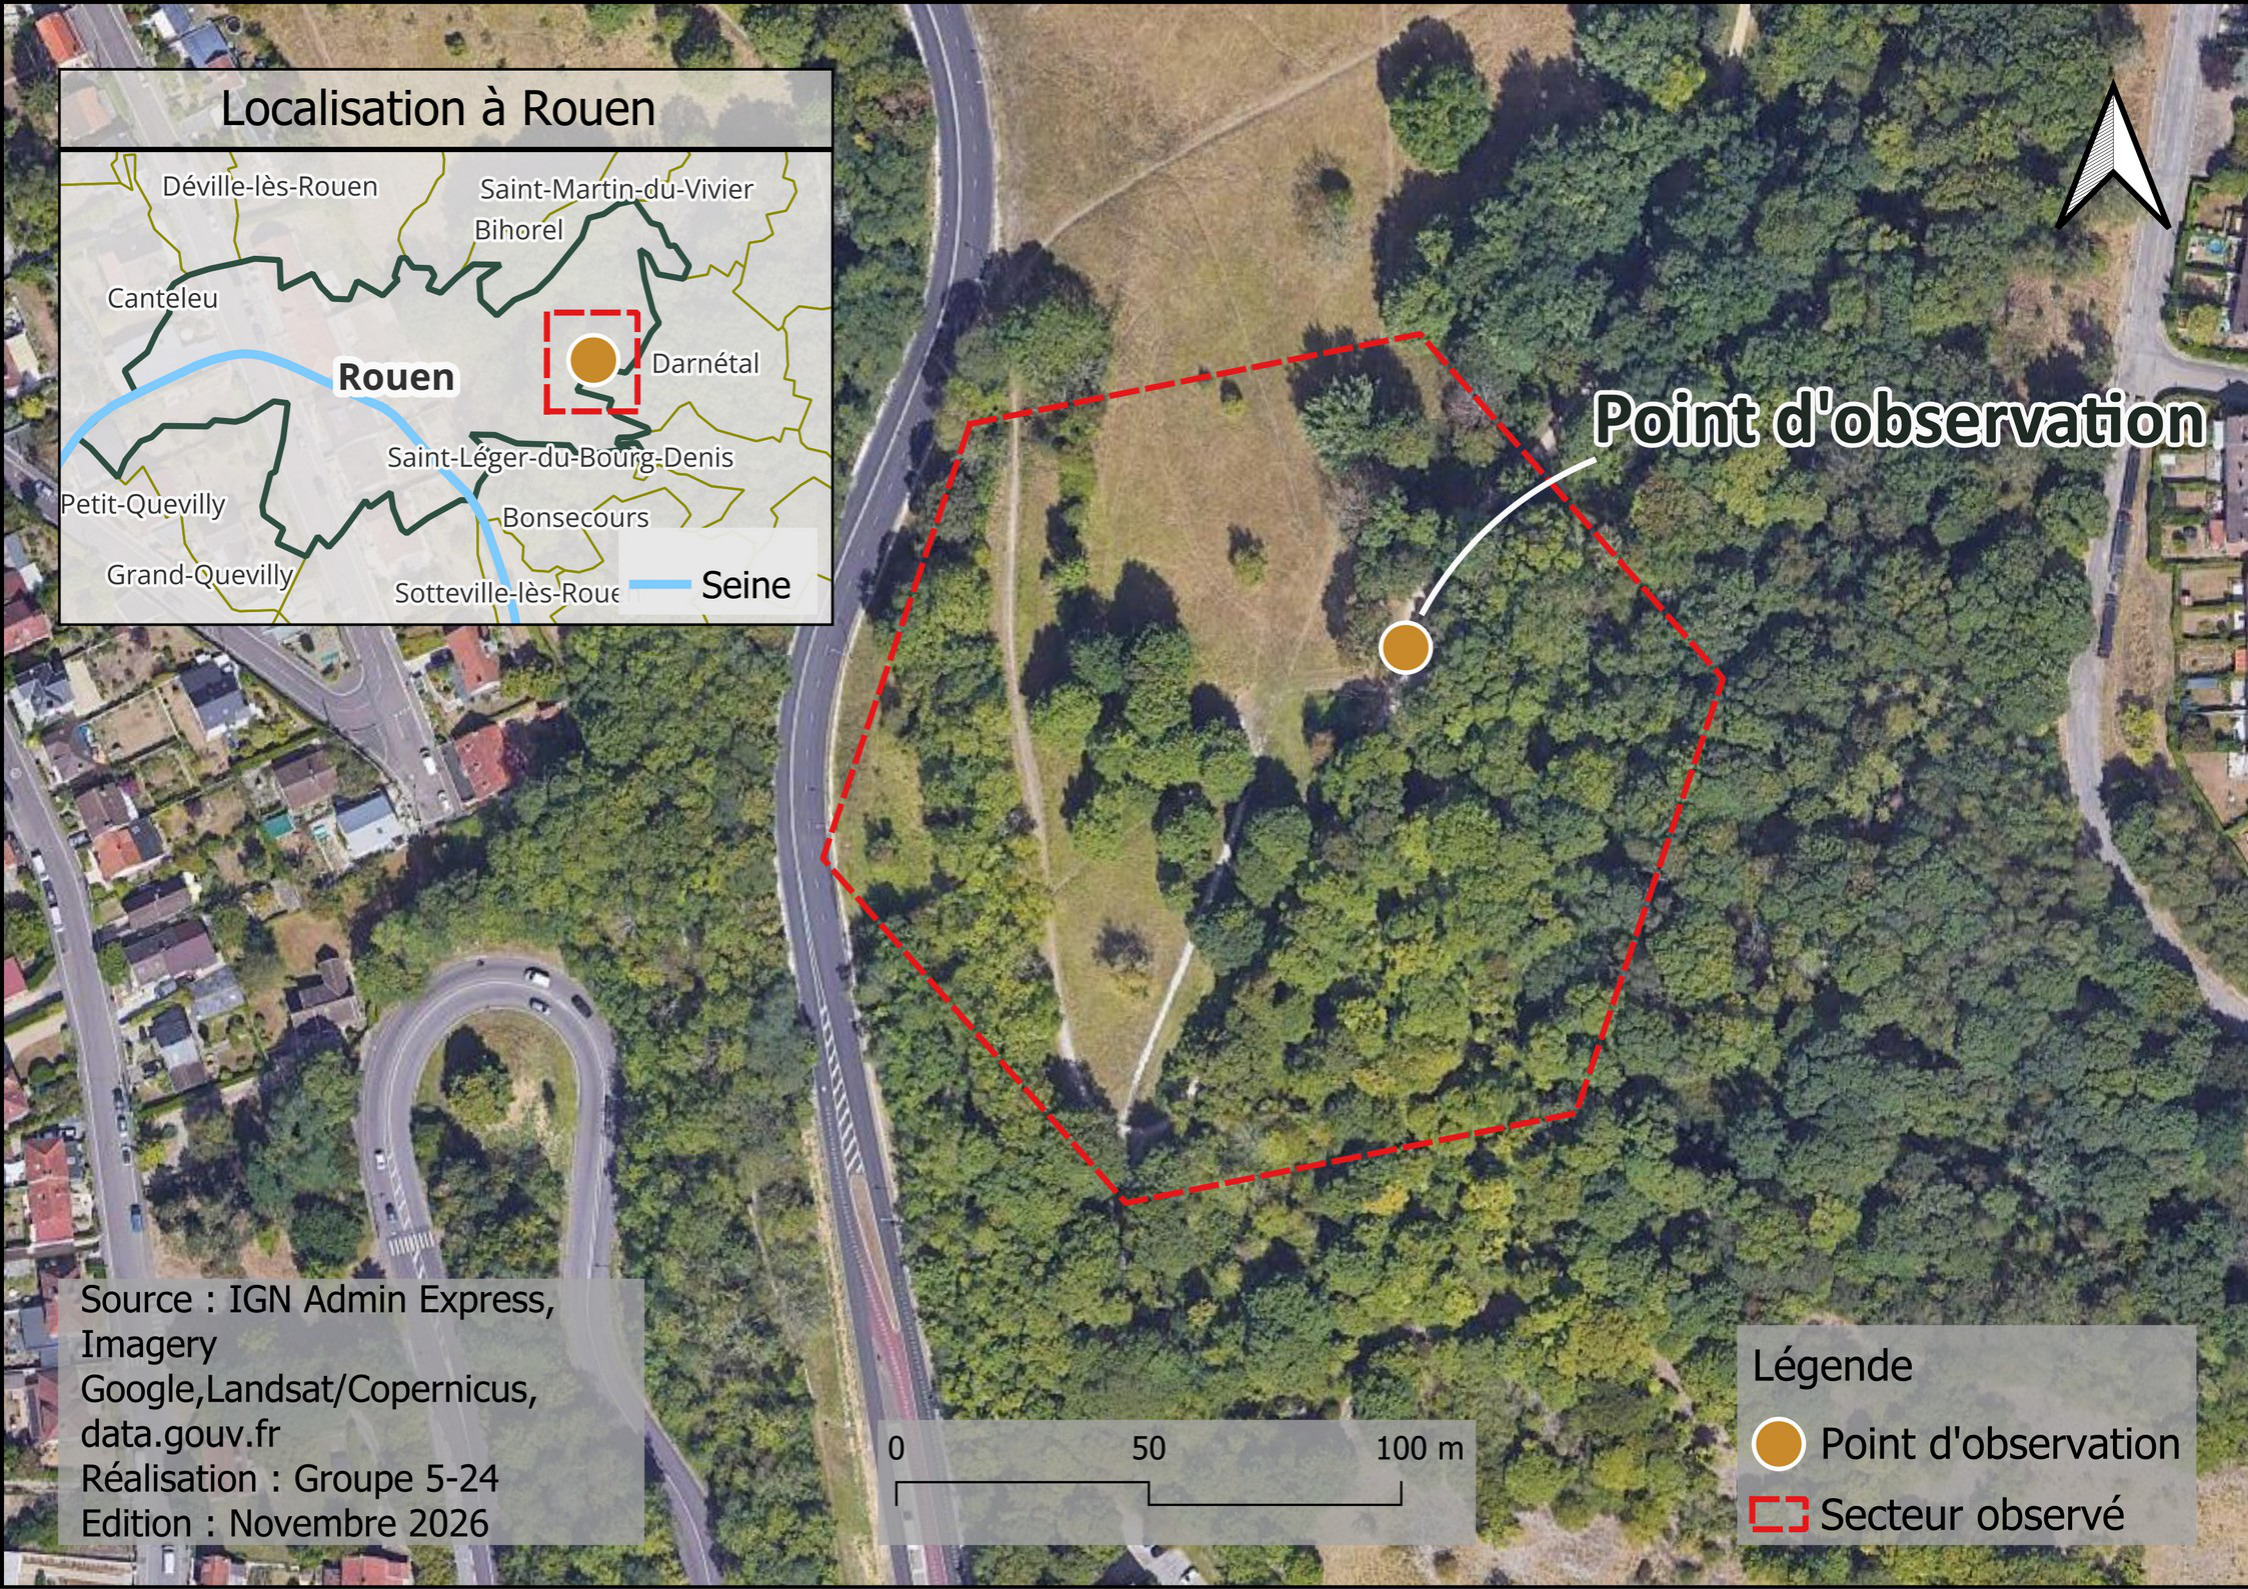 Localisation à Rouen
Déville-lès-Rouen
Saint-Martin-du-Vivier
Bihorel
Canteleu
Rouen
Darnétal
Saint-Léger-du-Bourg-Denis
Petit-Quevilly
Bonsecours
Grand-Quevilly
Sotteville-lès-Roue
Seine
Point d'observation
Source : IGN Admin Express,
Imagery
Google,Landsat/Copernicus,
data.gouv.fr
Réalisation : Groupe 5-24
Edition : Novembre 2026
0 50 100 m
Légende
Point d'observation
Secteur observé